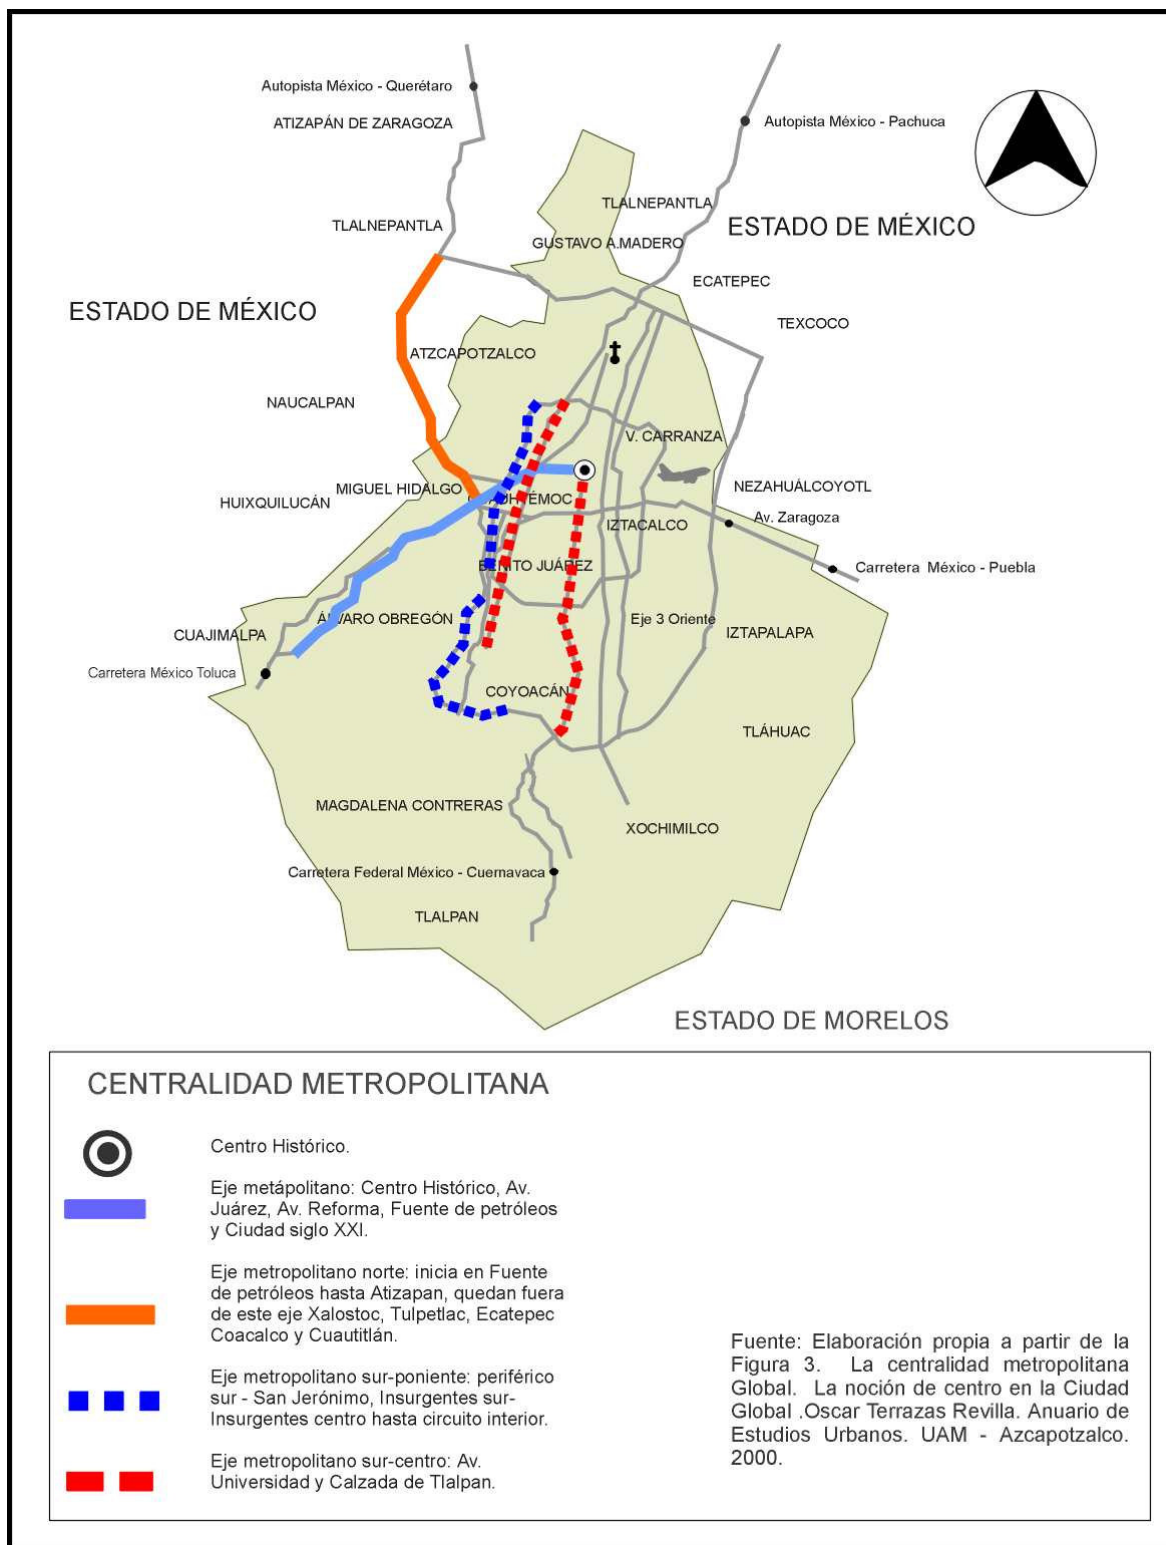 Autopista México - Querétaro
ATIZAPÁN DE ZARAGOZA
Autopista México - Pachuca
TLALNEPANTLA
TLALNEPANTLA
ESTADO DE MÉXICO
GUSTAVO A.MADERO
ECATEPEC
ESTADO DE MÉXICO
TEXCOCO
ATZCAPOTZALCO
NAUCALPAN
V. CARRANZA
MIGUEL HIDALGO
NEZAHUÁLCOYOTL
HUIXQUILUCÁN
CUAUHTÉMOC
Av. Zaragoza
IZTACALCO
BENITO JUÁREZ
Carretera México - Puebla
ÁLVARO OBREGÓN
Eje 3 Oriente
IZTAPALAPA
CUAJIMALPA
Carretera México Toluca
COYOACÁN
TLÁHUAC
MAGDALENA CONTRERAS
XOCHIMILCO
Carretera Federal México - Cuernavaca
TLALPAN
ESTADO DE MORELOS
CENTRALIDAD METROPOLITANA
Centro Histórico.
Eje metápolitano: Centro Histórico, Av.
Juárez, Av. Reforma, Fuente de petróleos
y Ciudad siglo XXI.
Eje metropolitano norte: inicia en Fuente
de petróleos hasta Atizapan, quedan fuera
de este eje Xalostoc, Tulpetlac, Ecatepec
Coacalco y Cuautitlán.
Eje metropolitano sur-poniente: periférico
sur - San Jerónimo, Insurgentes sur-
Insurgentes centro hasta circuito interior.
Eje metropolitano sur-centro: Av.
Universidad y Calzada de Tlalpan.
Fuente: Elaboración propia a partir de la
Figura 3. La centralidad metropolitana
Global. La noción de centro en la Ciudad
Global .Oscar Terrazas Revilla. Anuario de
Estudios Urbanos. UAM - Azcapotzalco.
2000.